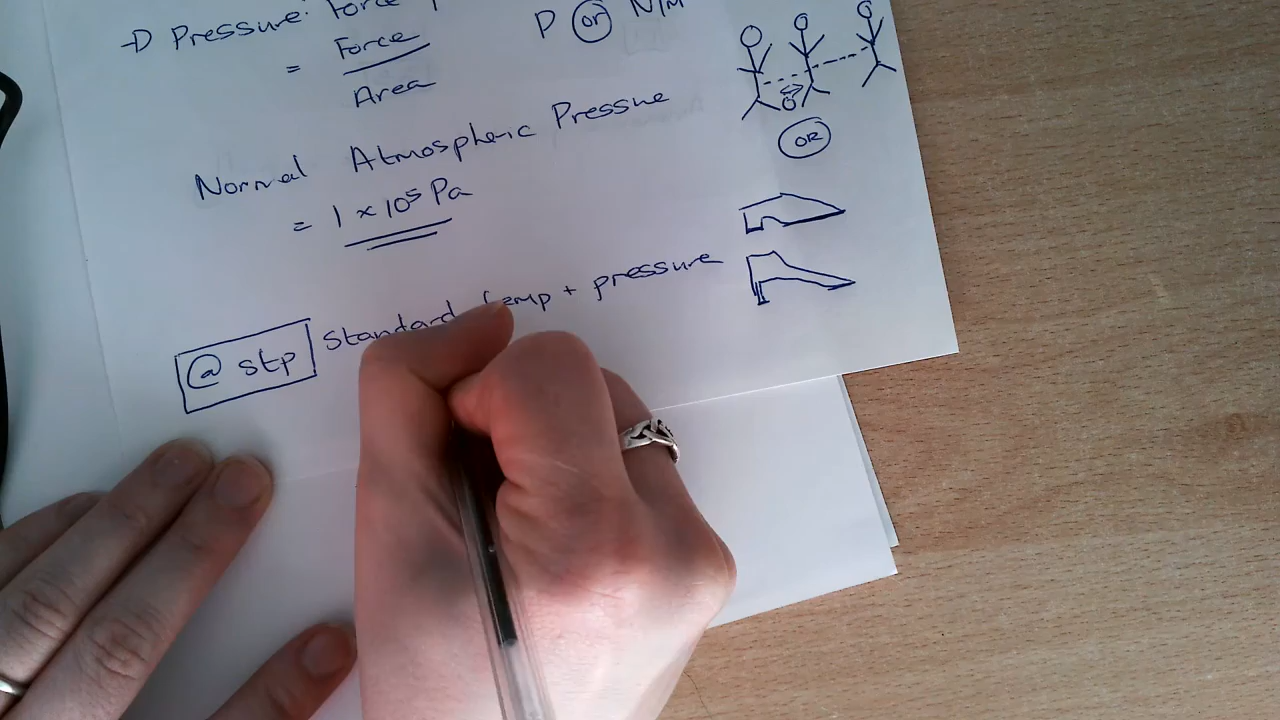 → Pressure: Force
= Force
Area
P or N/M
OR
Normal Atmospheric Pressure
= 1 × 10⁵ Pa
@ stp Standard temp + pressure